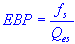 EBP = f_s / Q_es